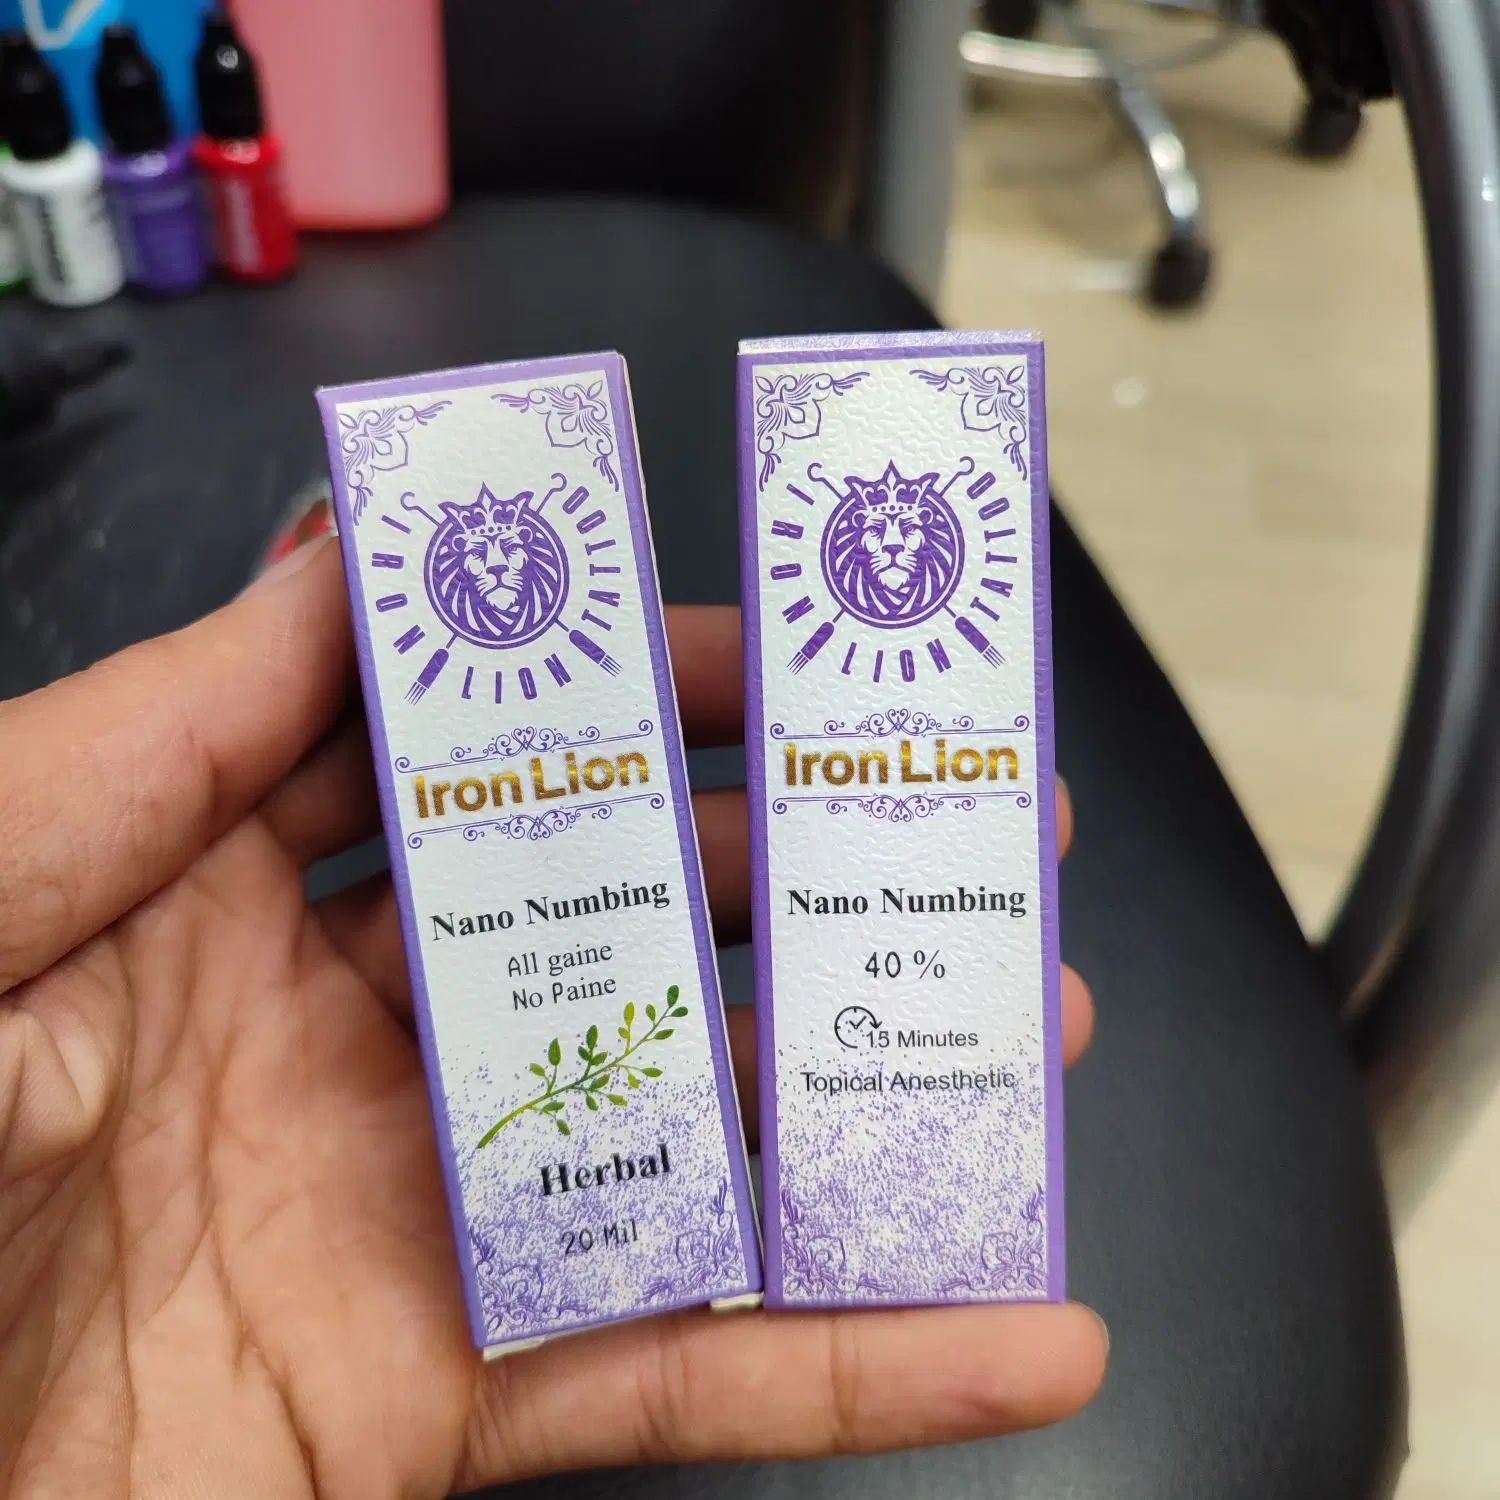 IRON LION TATTOO
Iron Lion
Nano Numbing
All gaine
No Paine
Herbal
20 Mil
IRON LION TATTOO
Iron Lion
Nano Numbing
40 %
15 Minutes
Topical Anesthetic